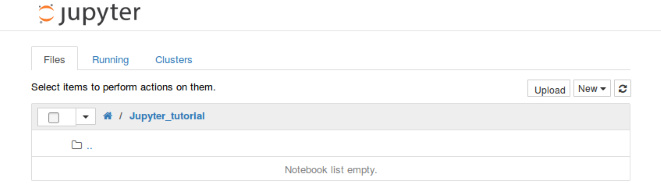 jupyter
Files Running Clusters
Select items to perform actions on them.
Upload New
/ Jupyter_tutorial
..
Notebook list empty.